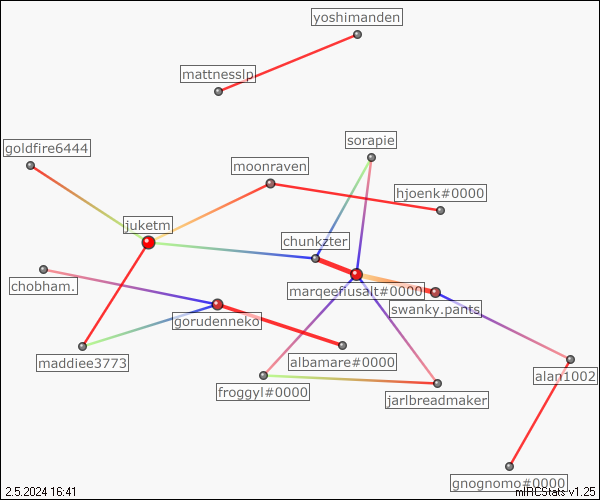 yoshimanden
mattnesslp
sorapie
goldfire6444
moonraven
hjoenk#0000
juketm
chunkzter
chobham.
marqeefiusalt#0000
swanky.pants
gorudenneko
maddiee3773
albamare#0000
alan1002
froggyl#0000
jarlbreadmaker
gnognomo#0000
2.5.2024 16:41
mIRCStats v1.25